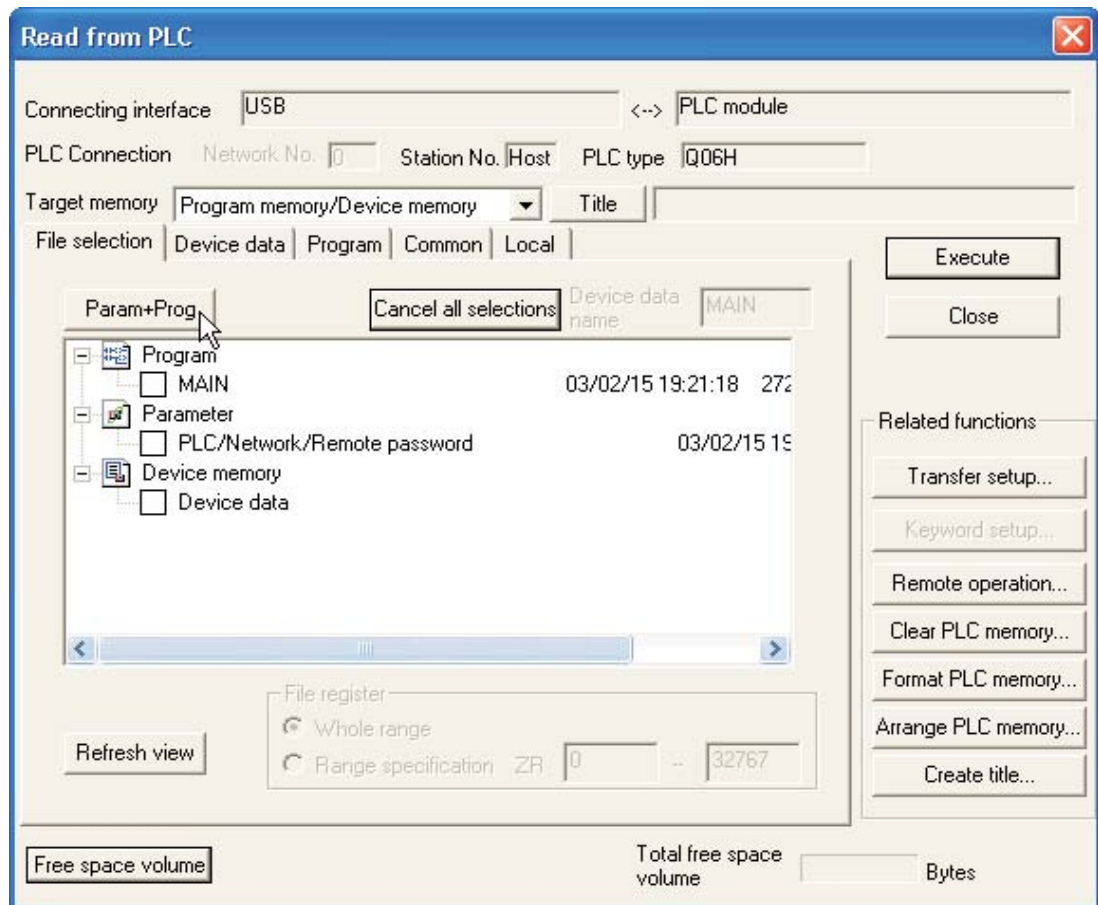 Read from PLC
Connecting interface USB <--> PLC module
PLC Connection Network No. 0 Station No. Host PLC type Q06H
Target memory Program memory/Device memory Title
File selection Device data Program Common Local
Execute
Param+Prog Cancel all selections Device data name MAIN
Close
Program
MAIN 03/02/15 19:21:18 272
Parameter
PLC/Network/Remote password 03/02/15 19
Device memory
Device data
Related functions
Transfer setup...
Keyword setup...
Remote operation...
Clear PLC memory...
Format PLC memory...
Arrange PLC memory...
Create title...
File register
Whole range
Range specification ZR 0 .. 32767
Refresh view
Free space volume
Total free space volume Bytes